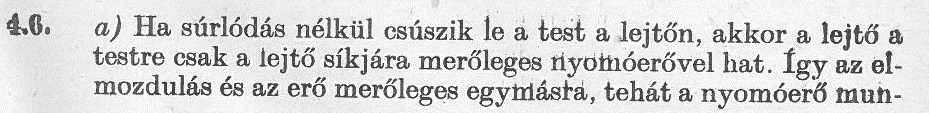 4.6. a) Ha súrlódás nélkül csúszik le a test a lejtőn, akkor a lejtő a
testre csak a lejtő síkjára merőleges nyomóerővel hat. Így az el-
mozdulás és az erő merőleges egymásra, tehát a nyomóerő mun-